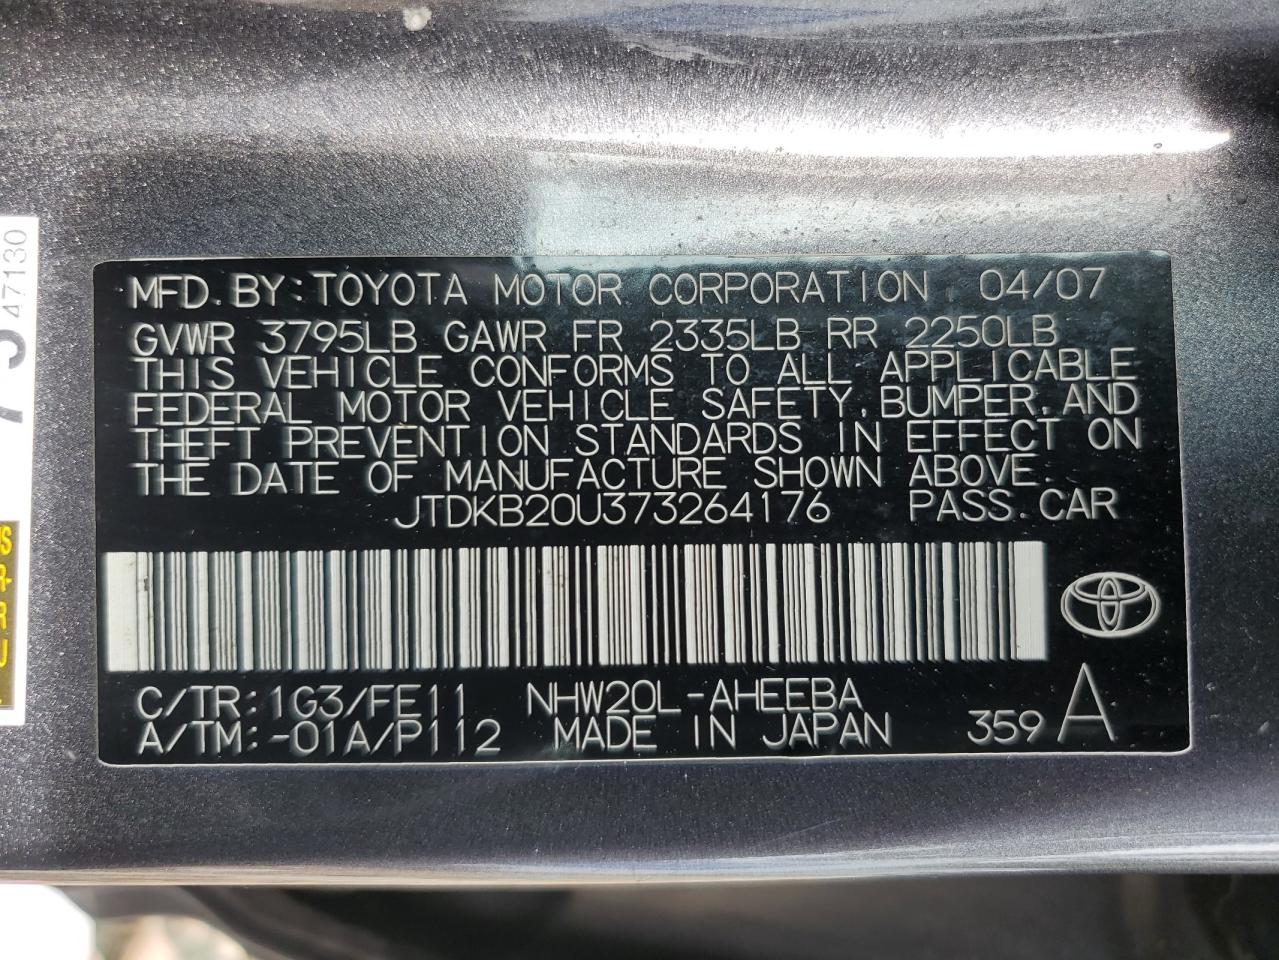 MFD. BY: TOYOTA MOTOR CORPORATION 04/07
GVWR 3795LB GAWR FR 2335LB RR 2250LB
THIS VEHICLE CONFORMS TO ALL APPLICABLE
FEDERAL MOTOR VEHICLE SAFETY, BUMPER, AND
THEFT PREVENTION STANDARDS IN EFFECT ON
THE DATE OF MANUFACTURE SHOWN ABOVE.
JTDKB20U373264176 PASS. CAR
C/TR: 1G3/FE11 NHW20L-AHEEBA
A/TM: -01A/P112 MADE IN JAPAN 359 A
47130